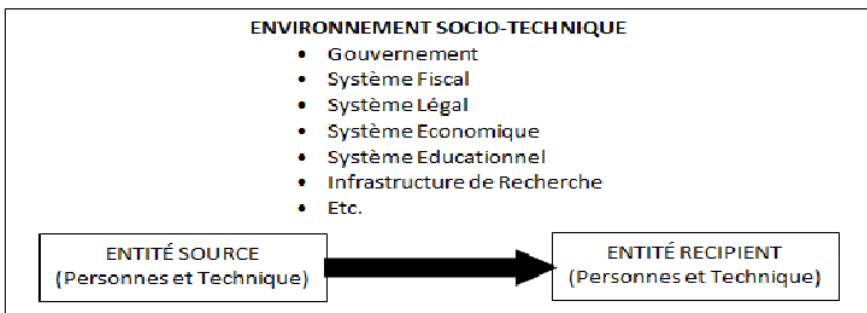 ENVIRONNEMENT SOCIO-TECHNIQUE
• Gouvernement
• Système Fiscal
• Système Légal
• Système Economique
• Système Educationnel
• Infrastructure de Recherche
• Etc.
ENTITÉ SOURCE
(Personnes et Technique)
ENTITÉ RECIPIENT
(Personnes et Technique)